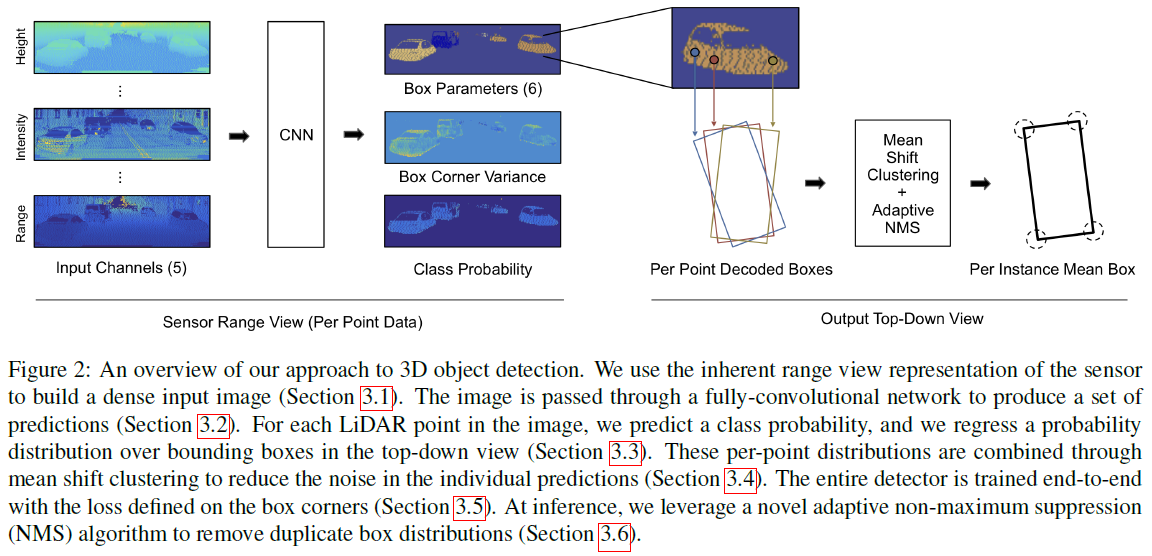 Height
⋮
Intensity
⋮
Range
Input Channels (5)
CNN
Box Parameters (6)
Box Corner Variance
Class Probability
Sensor Range View (Per Point Data)
Per Point Decoded Boxes
Mean
Shift
Clustering
+
Adaptive
NMS
Per Instance Mean Box
Output Top-Down View
Figure 2: An overview of our approach to 3D object detection. We use the inherent range view representation of the sensor
to build a dense input image (Section 3.1). The image is passed through a fully-convolutional network to produce a set of
predictions (Section 3.2). For each LiDAR point in the image, we predict a class probability, and we regress a probability
distribution over bounding boxes in the top-down view (Section 3.3). These per-point distributions are combined through
mean shift clustering to reduce the noise in the individual predictions (Section 3.4). The entire detector is trained end-to-end
with the loss defined on the box corners (Section 3.5). At inference, we leverage a novel adaptive non-maximum suppression
(NMS) algorithm to remove duplicate box distributions (Section 3.6).